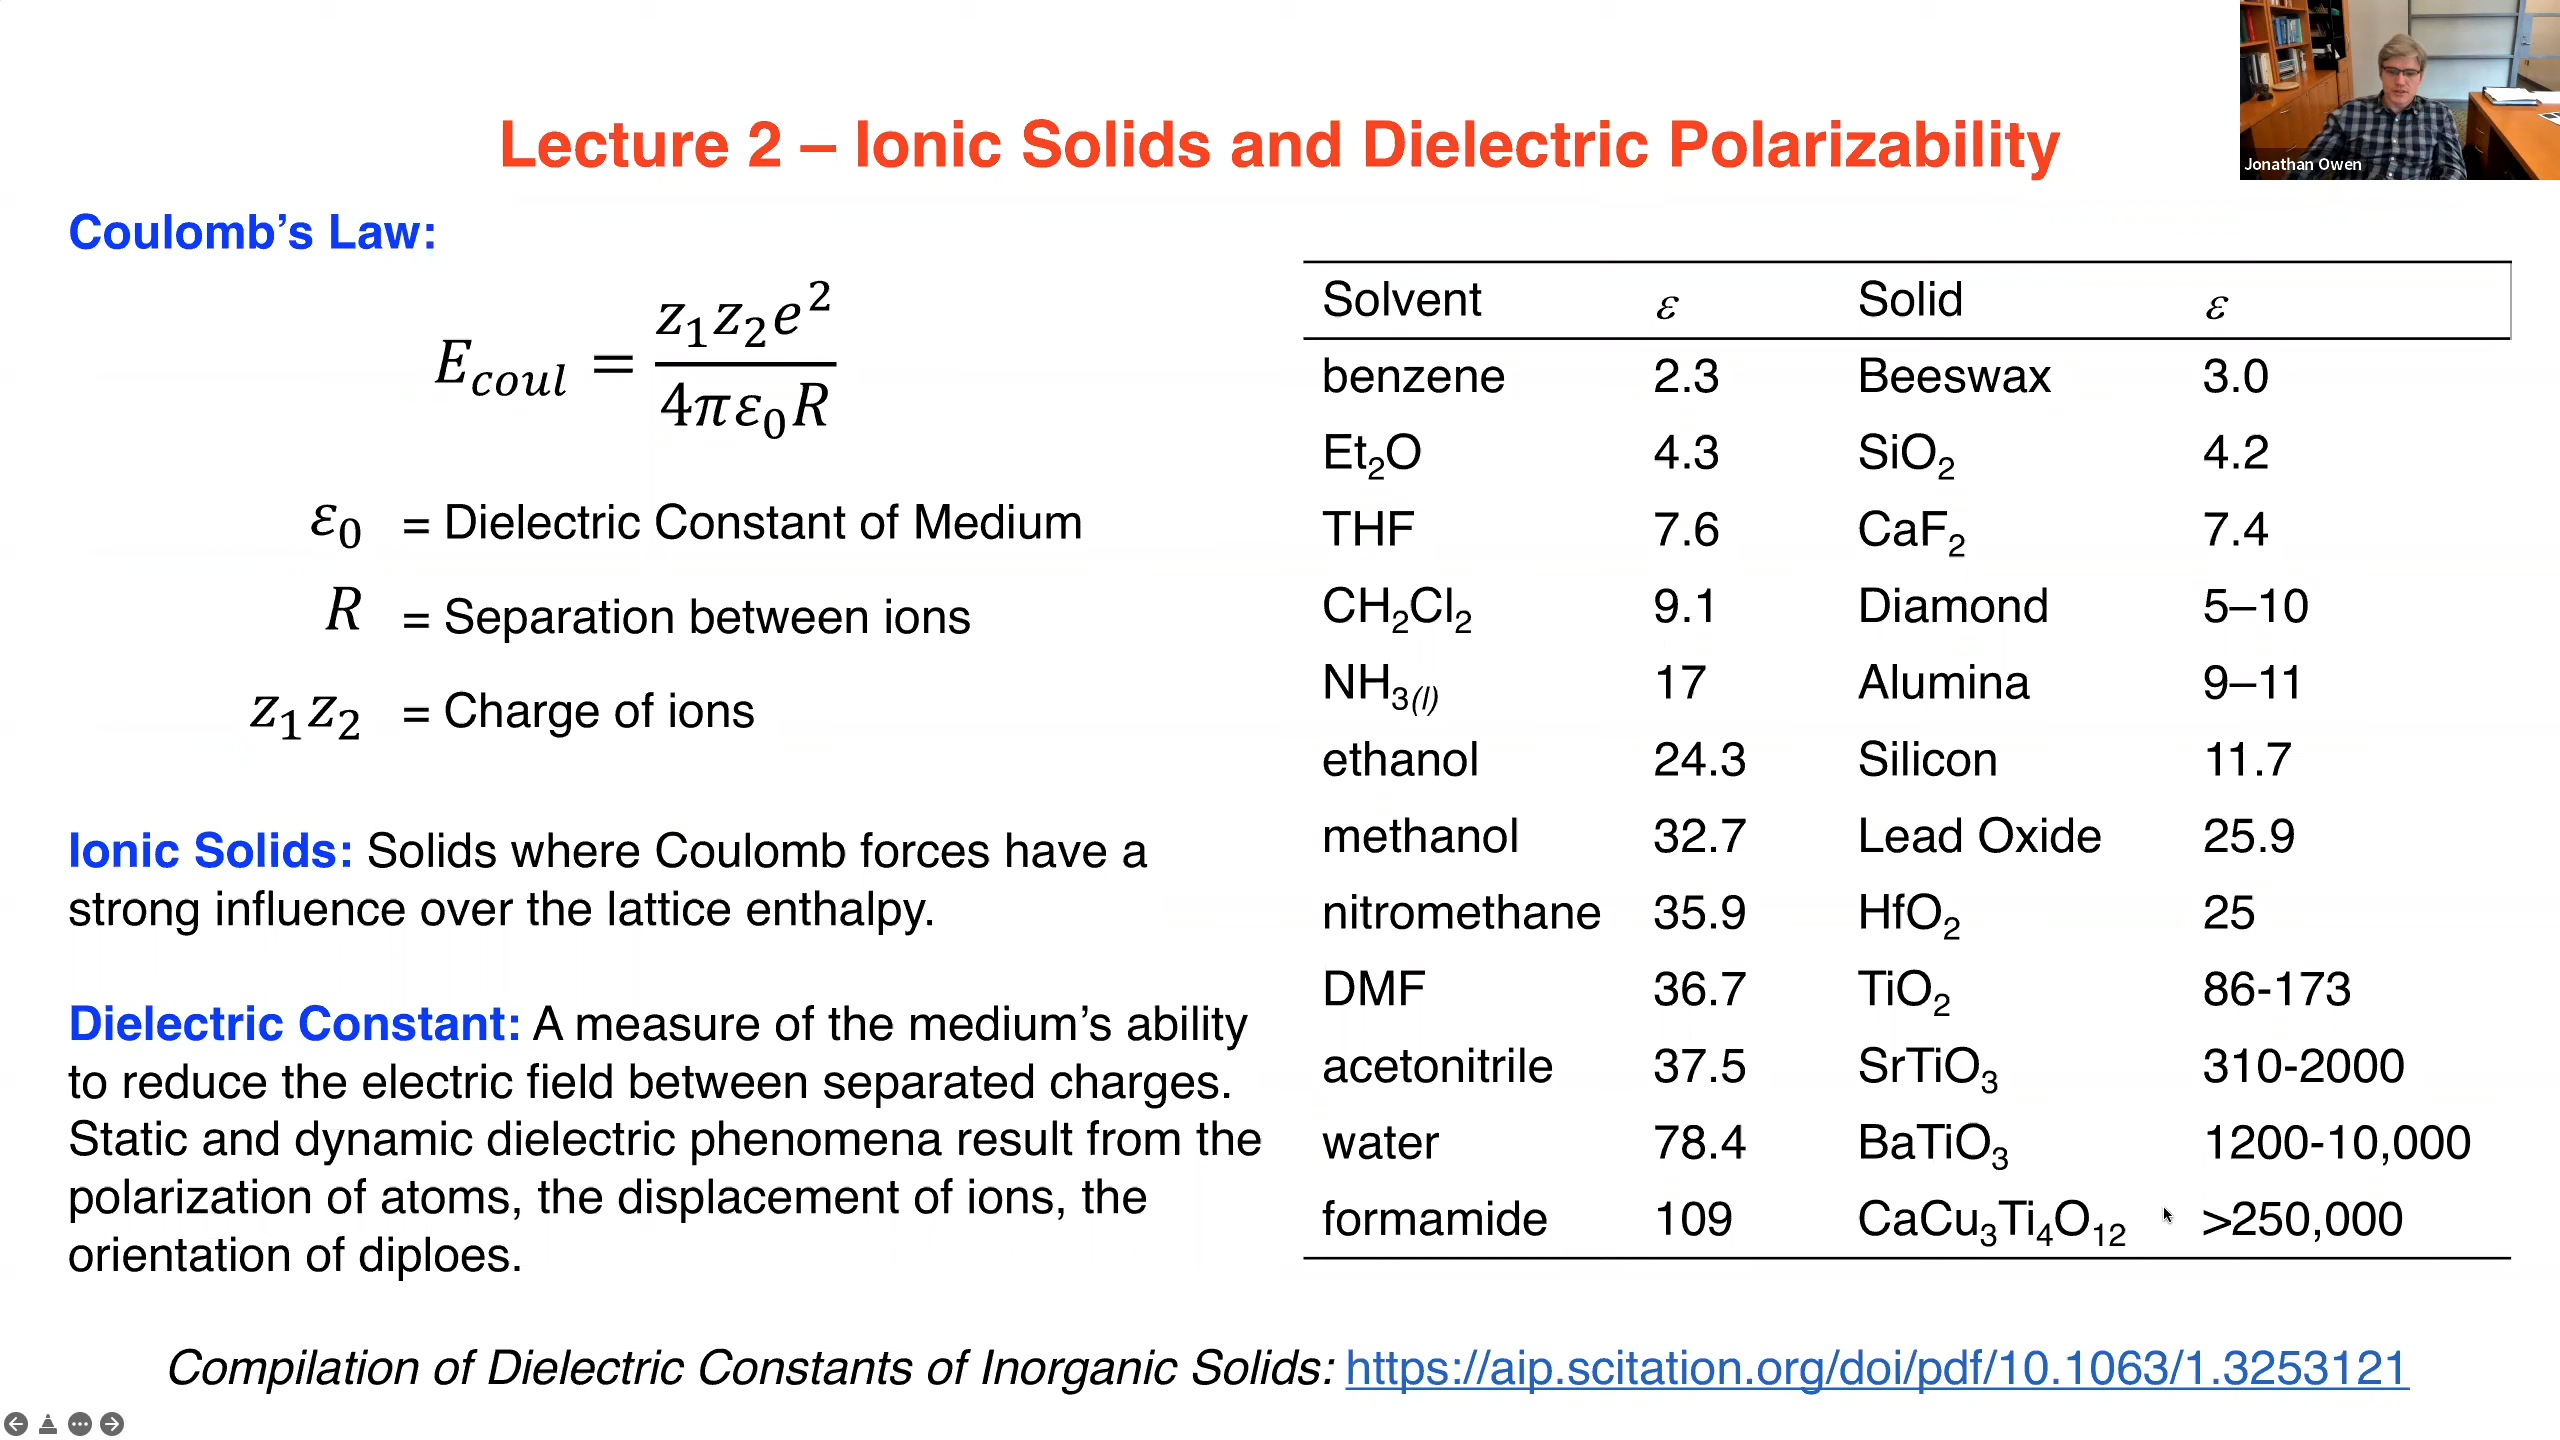 Lecture 2 – Ionic Solids and Dielectric Polarizability
Jonathan Owen
Coulomb’s Law:
E_coul = z₁z₂e² / 4πε₀R
ε₀ = Dielectric Constant of Medium
R = Separation between ions
z₁z₂ = Charge of ions
Ionic Solids: Solids where Coulomb forces have a
strong influence over the lattice enthalpy.
Dielectric Constant: A measure of the medium’s ability
to reduce the electric field between separated charges.
Static and dynamic dielectric phenomena result from the
polarization of atoms, the displacement of ions, the
orientation of diploes.
Solvent ε Solid ε
benzene 2.3 Beeswax 3.0
Et₂O 4.3 SiO₂ 4.2
THF 7.6 CaF₂ 7.4
CH₂Cl₂ 9.1 Diamond 5–10
NH₃(l) 17 Alumina 9–11
ethanol 24.3 Silicon 11.7
methanol 32.7 Lead Oxide 25.9
nitromethane 35.9 HfO₂ 25
DMF 36.7 TiO₂ 86-173
acetonitrile 37.5 SrTiO₃ 310-2000
water 78.4 BaTiO₃ 1200-10,000
formamide 109 CaCu₃Ti₄O₁₂ >250,000
Compilation of Dielectric Constants of Inorganic Solids: https://aip.scitation.org/doi/pdf/10.1063/1.3253121